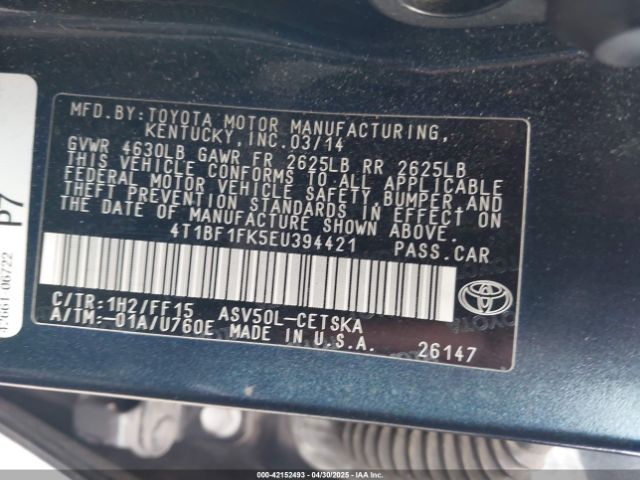 MFD.BY:TOYOTA MOTOR MANUFACTURING,
KENTUCKY,INC.03/14
GVWR 4630LB GAWR FR 2625LB RR 2625LB
THIS VEHICLE CONFORMS TO ALL APPLICABLE
FEDERAL MOTOR VEHICLE SAFETY,BUMPER,AND
THEFT PREVENTION STANDARDS IN EFFECT ON
THE DATE OF MANUFACTURE SHOWN ABOVE.
4T1BF1FK5EU394421 PASS.CAR
C/TR:1H2/FF15 ASV50L-CETSKA
A/TM:-01A/U760E MADE IN U.S.A.
26147
TOYOTA
P7
000-42152493 - 04/30/2025 - IAAI.COM